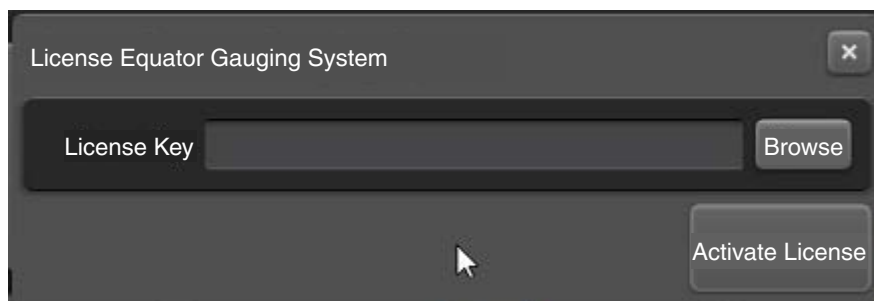 License Equator Gauging System
License Key
Browse
Activate License